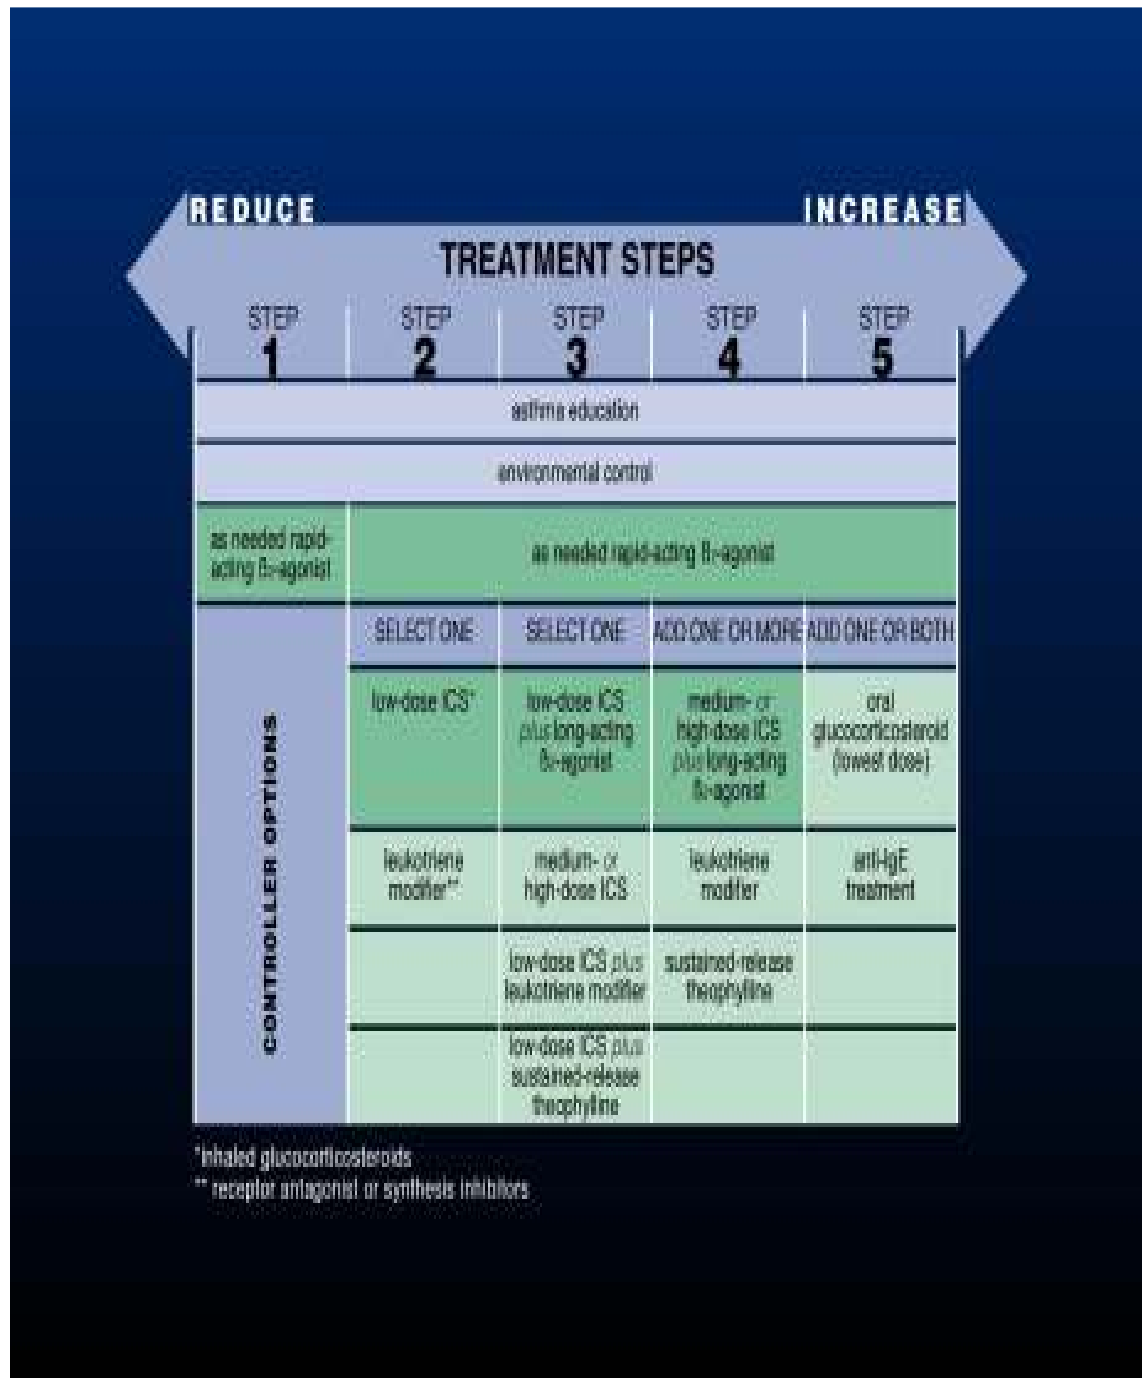 REDUCE
INCREASE
TREATMENT STEPS
STEP
1
STEP
2
STEP
3
STEP
4
STEP
5
asthma education
environmental control
as needed rapid-
acting β₂-agonist
as needed rapid-acting β₂-agonist
CONTROLLER OPTIONS
SELECT ONE
SELECT ONE
ADD ONE OR MORE
ADD ONE OR BOTH
low-dose ICS*
low-dose ICS
plus long-acting
β₂-agonist
medium- or
high-dose ICS
plus long-acting
β₂-agonist
oral
glucocorticosteroid
(lowest dose)
leukotriene
modifier**
medium- or
high-dose ICS
leukotriene
modifier
anti-IgE
treatment
low-dose ICS plus
leukotriene modifier
sustained-release
theophylline
low-dose ICS plus
sustained-release
theophylline
*inhaled glucocorticosteroids
** receptor antagonist or synthesis inhibitors